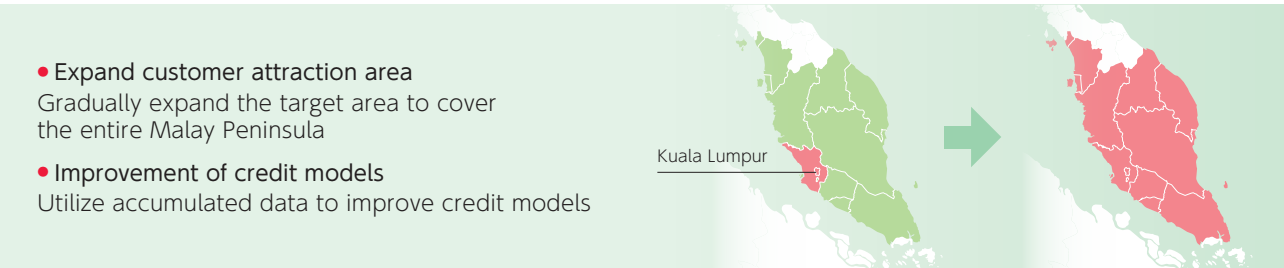 • Expand customer attraction area
Gradually expand the target area to cover
the entire Malay Peninsula
• Improvement of credit models
Utilize accumulated data to improve credit models
Kuala Lumpur